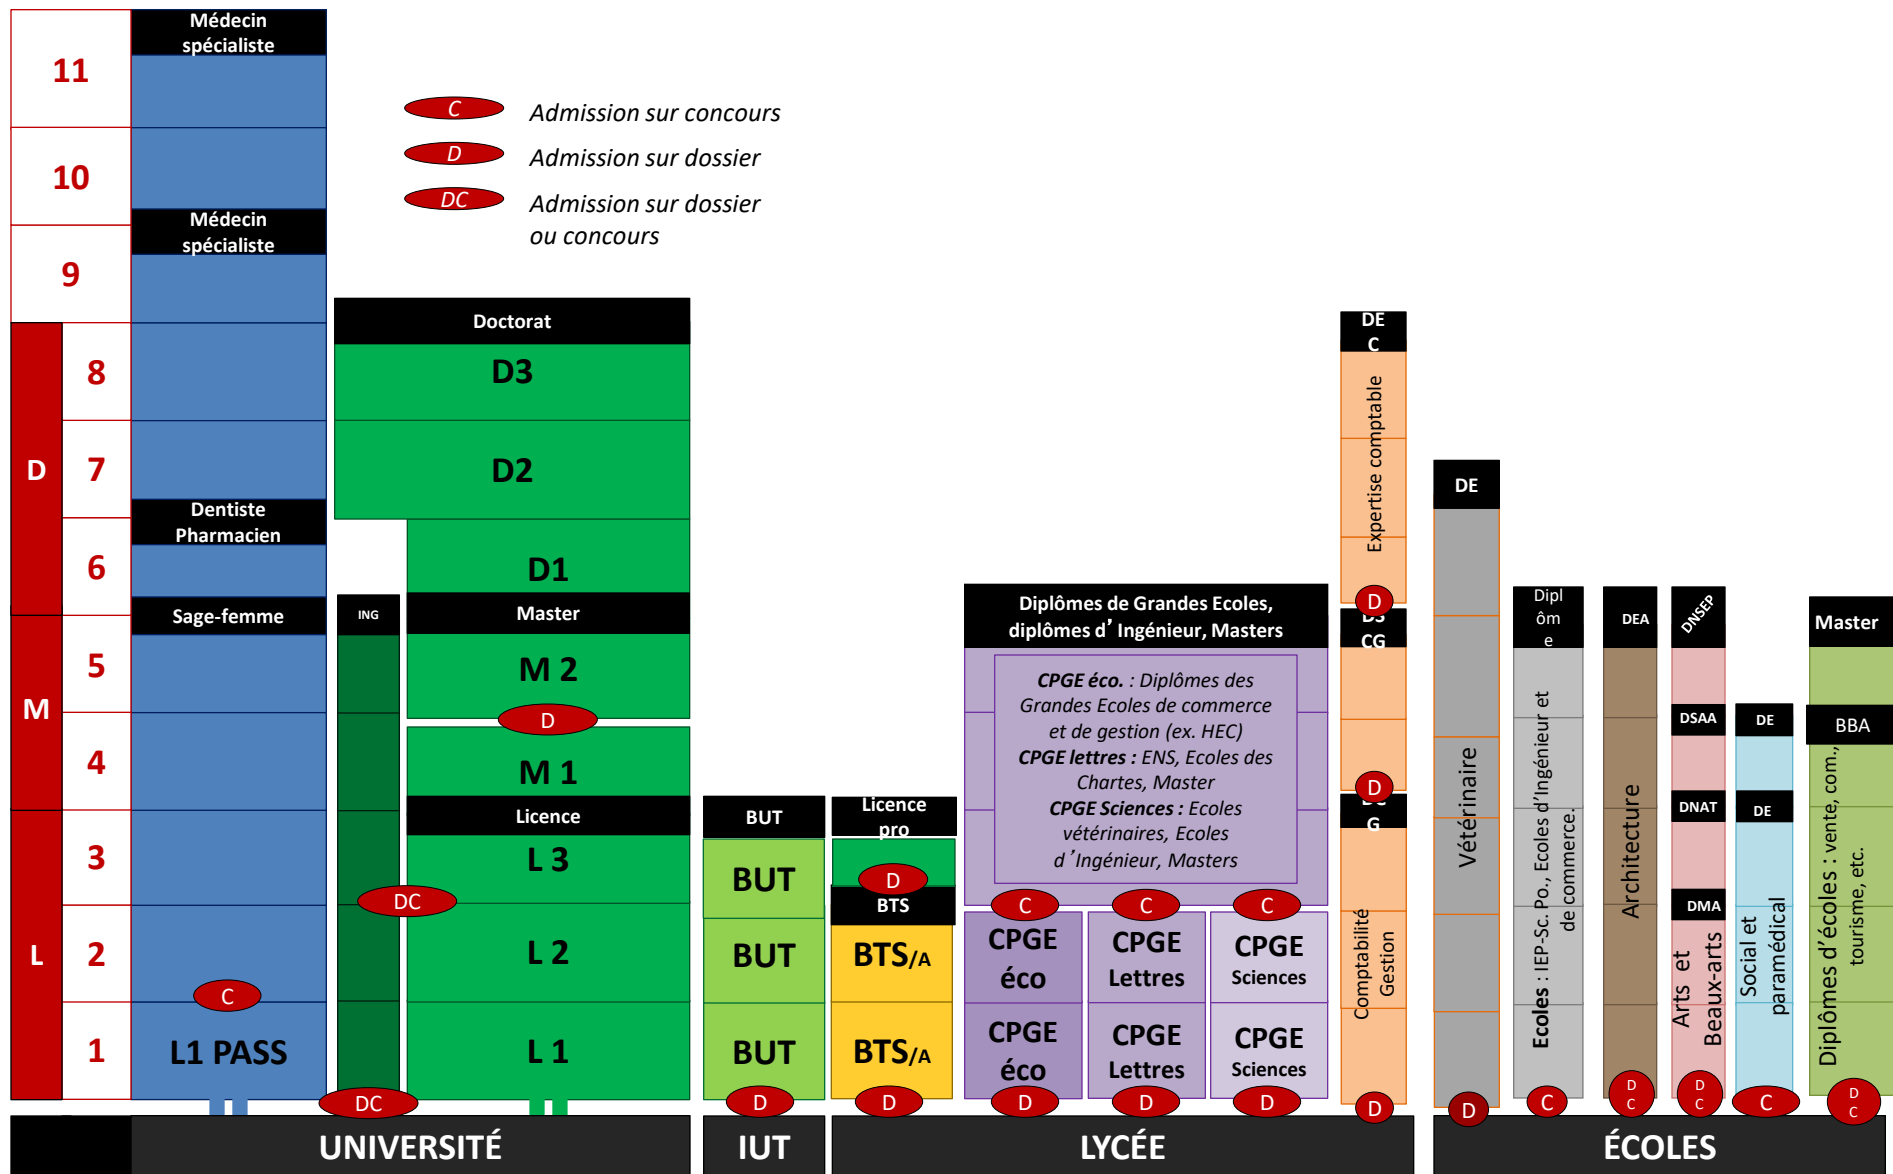 11
10
9
8
7
6
5
4
3
2
1
D
M
L
Médecin
spécialiste
Médecin
spécialiste
Dentiste
Pharmacien
Sage-femme
C
L1 PASS
C
Admission sur concours
D
Admission sur dossier
DC
Admission sur dossier
ou concours
Doctorat
D3
D2
D1
ING
Master
M 2
D
M 1
Licence
L 3
DC
L 2
L 1
DC
UNIVERSITÉ
BUT
BUT
BUT
BUT
D
IUT
Licence
pro
D
BTS
BTS/A
BTS/A
D
Diplômes de Grandes Ecoles,
diplômes d’ Ingénieur, Masters
CPGE éco. : Diplômes des
Grandes Ecoles de commerce
et de gestion (ex. HEC)
CPGE lettres : ENS, Ecoles des
Chartes, Master
CPGE Sciences : Ecoles
vétérinaires, Ecoles
d’Ingénieur, Masters
C
C
C
CPGE
éco
CPGE
Lettres
CPGE
Sciences
CPGE
éco
CPGE
Lettres
CPGE
Sciences
D
D
D
DE
C
Expertise comptable
D
DS
CG
D
G
Comptabilité
Gestion
D
LYCÉE
DE
Vétérinaire
D
Dipl
ôm
e
Ecoles : IEP-Sc. Po., Ecoles d’Ingénieur et
de commerce.
C
DEA
Architecture
D
C
DNSEP
DSAA
DNAT
DMA
Arts et
Beaux-arts
D
C
DE
DE
Social et
paramédical
C
Master
BBA
Diplômes d’écoles : vente, com.,
tourisme, etc.
D
C
ÉCOLES